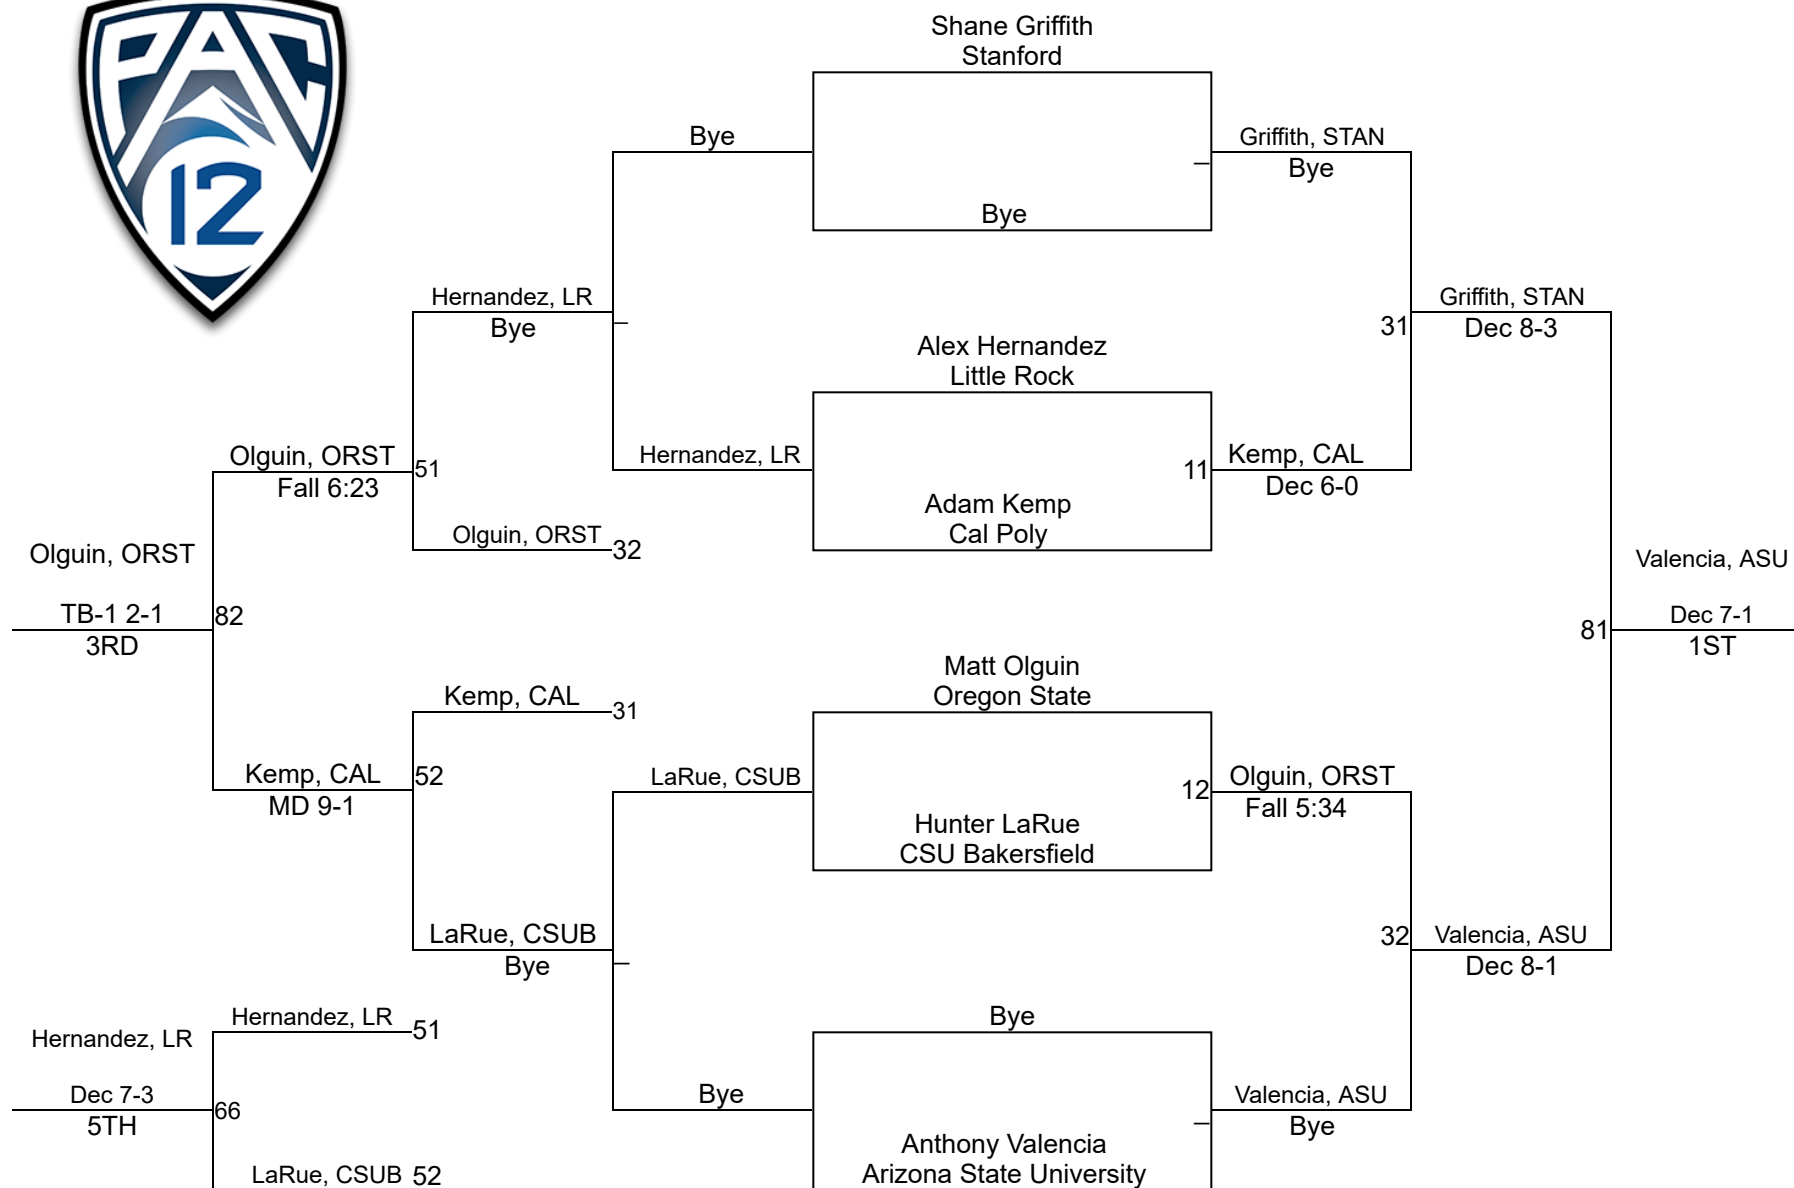 PAC
12
Shane Griffith
Stanford
Bye
Griffith, STAN
Bye
Bye
Hernandez, LR
Bye
Griffith, STAN
31
Dec 8-3
Alex Hernandez
Little Rock
Olguin, ORST
51
Fall 6:23
Hernandez, LR
11
Kemp, CAL
Dec 6-0
Adam Kemp
Cal Poly
Olguin, ORST
32
Olguin, ORST
TB-1 2-1
82
3RD
Valencia, ASU
Dec 7-1
81
1ST
Matt Olguin
Oregon State
Kemp, CAL
31
Kemp, CAL
52
MD 9-1
LaRue, CSUB
12
Olguin, ORST
Fall 5:34
Hunter LaRue
CSU Bakersfield
LaRue, CSUB
Bye
32
Valencia, ASU
Dec 8-1
Hernandez, LR
Hernandez, LR
51
Bye
Dec 7-3
66
5TH
Bye
Valencia, ASU
Bye
LaRue, CSUB 52
Anthony Valencia
Arizona State University